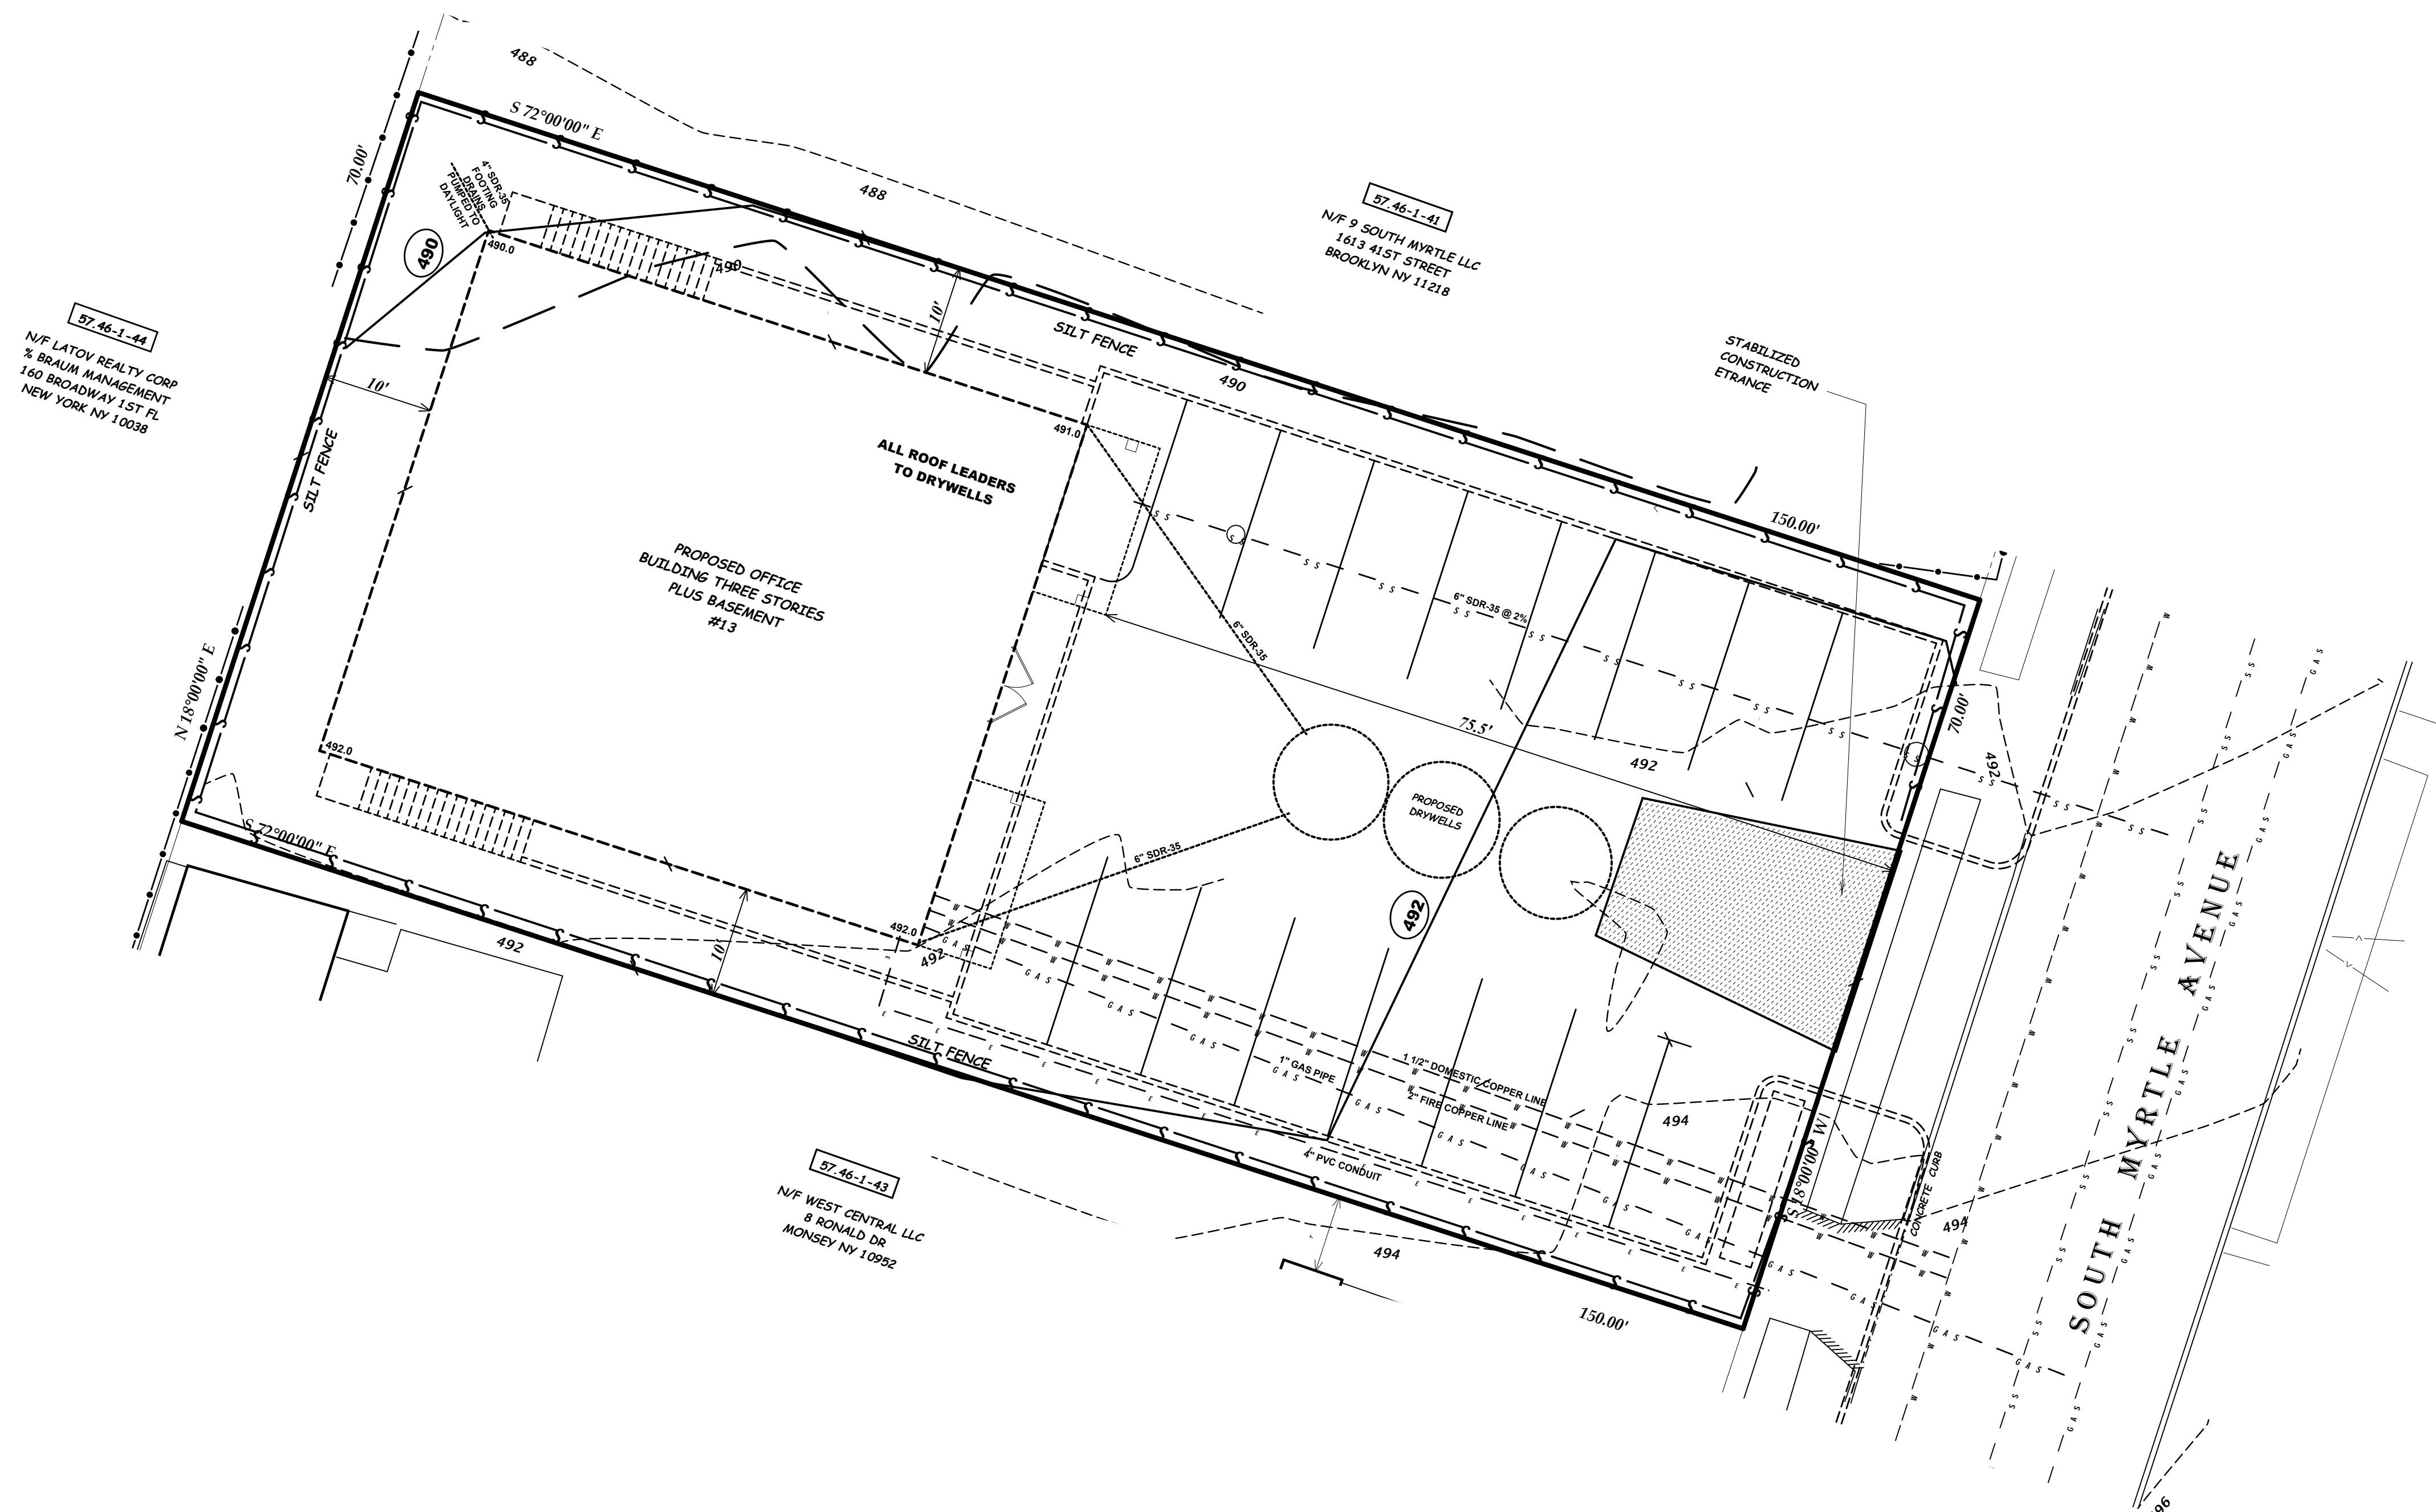 488
S 72°00'00" E
70.00'
4" SDR-35
FOOTING
DRAINS
PUMPED TO
DAYLIGHT
490
490.0
490
488
57.46-1-41
N/F 9 SOUTH MYRTLE LLC
1613 41ST STREET
BROOKLYN NY 11218
57.46-1-44
N/F LATOV REALTY CORP
% BRAUM MANAGEMENT
160 BROADWAY 1ST FL
NEW YORK NY 10038
10'
10'
SILT FENCE
490
STABILIZED
CONSTRUCTION
ETRANCE
SILT FENCE
491.0
ALL ROOF LEADERS
TO DRYWELLS
150.00'
PROPOSED OFFICE
BUILDING THREE STORIES
PLUS BASEMENT
#13
6" SDR-35 @ 2%
6" SDR-35
N 18°00'00" E
75.5'
70.00'
492
492
492.0
PROPOSED
DRYWELLS
S 72°00'00" E
6" SDR-35
492
492.0
492
492
10'
SILT FENCE
1" GAS PIPE
1 1/2" DOMESTIC COPPER LINE
2" FIRE COPPER LINE
494
4" PVC CONDUIT
S 18°00'00" W
CONCRETE CURB
494
SOUTH MYRTLE AVENUE
57.46-1-43
N/F WEST CENTRAL LLC
8 RONALD DR
MONSEY NY 10952
494
150.00'